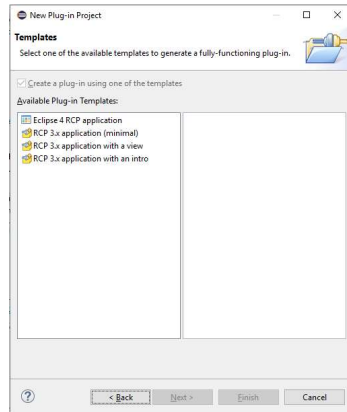 New Plug-in Project
Templates
Select one of the available templates to generate a fully-functioning plug-in.
Create a plug-in using one of the templates
Available Plug-in Templates:
Eclipse 4 RCP application
RCP 3.x application (minimal)
RCP 3.x application with a view
RCP 3.x application with an intro
?
< Back
Next >
Finish
Cancel